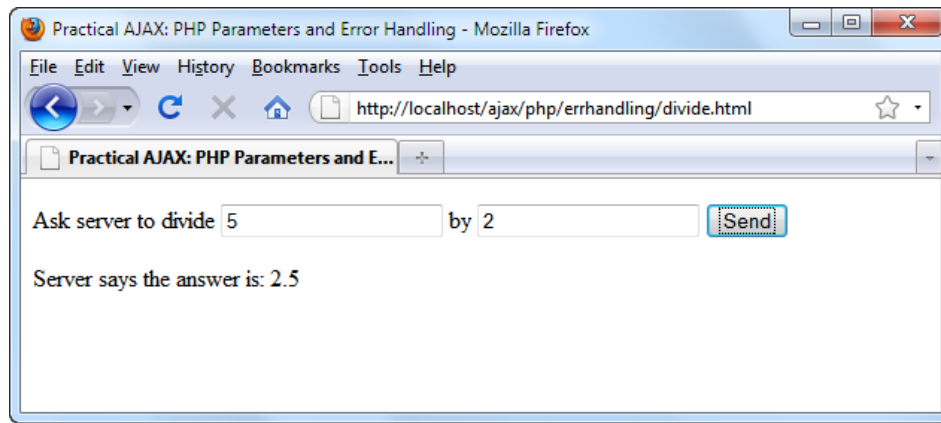 Practical AJAX: PHP Parameters and Error Handling - Mozilla Firefox
File Edit View History Bookmarks Tools Help
http://localhost/ajax/php/errhandling/divide.html
Practical AJAX: PHP Parameters and E...
Ask server to divide 5 by 2 Send
Server says the answer is: 2.5